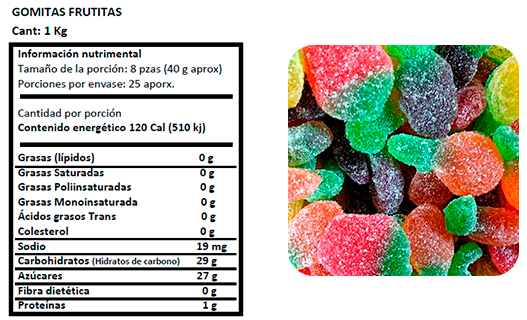 GOMITAS FRUTITAS
Cant: 1 Kg
Información nutrimental
Tamaño de la porción: 8 pzas (40 g aprox)
Porciones por envase: 25 aporx.
Cantidad por porción
Contenido energético 120 Cal (510 kj)
Grasas (lípidos) 0 g
Grasas Saturadas 0 g
Grasas Poliinsaturadas 0 g
Grasas Monoinsaturada 0 g
Ácidos grasos Trans 0 g
Colesterol 0 g
Sodio 19 mg
Carbohidratos (Hidratos de carbono) 29 g
Azúcares 27 g
Fibra dietética 0 g
Proteínas 1 g